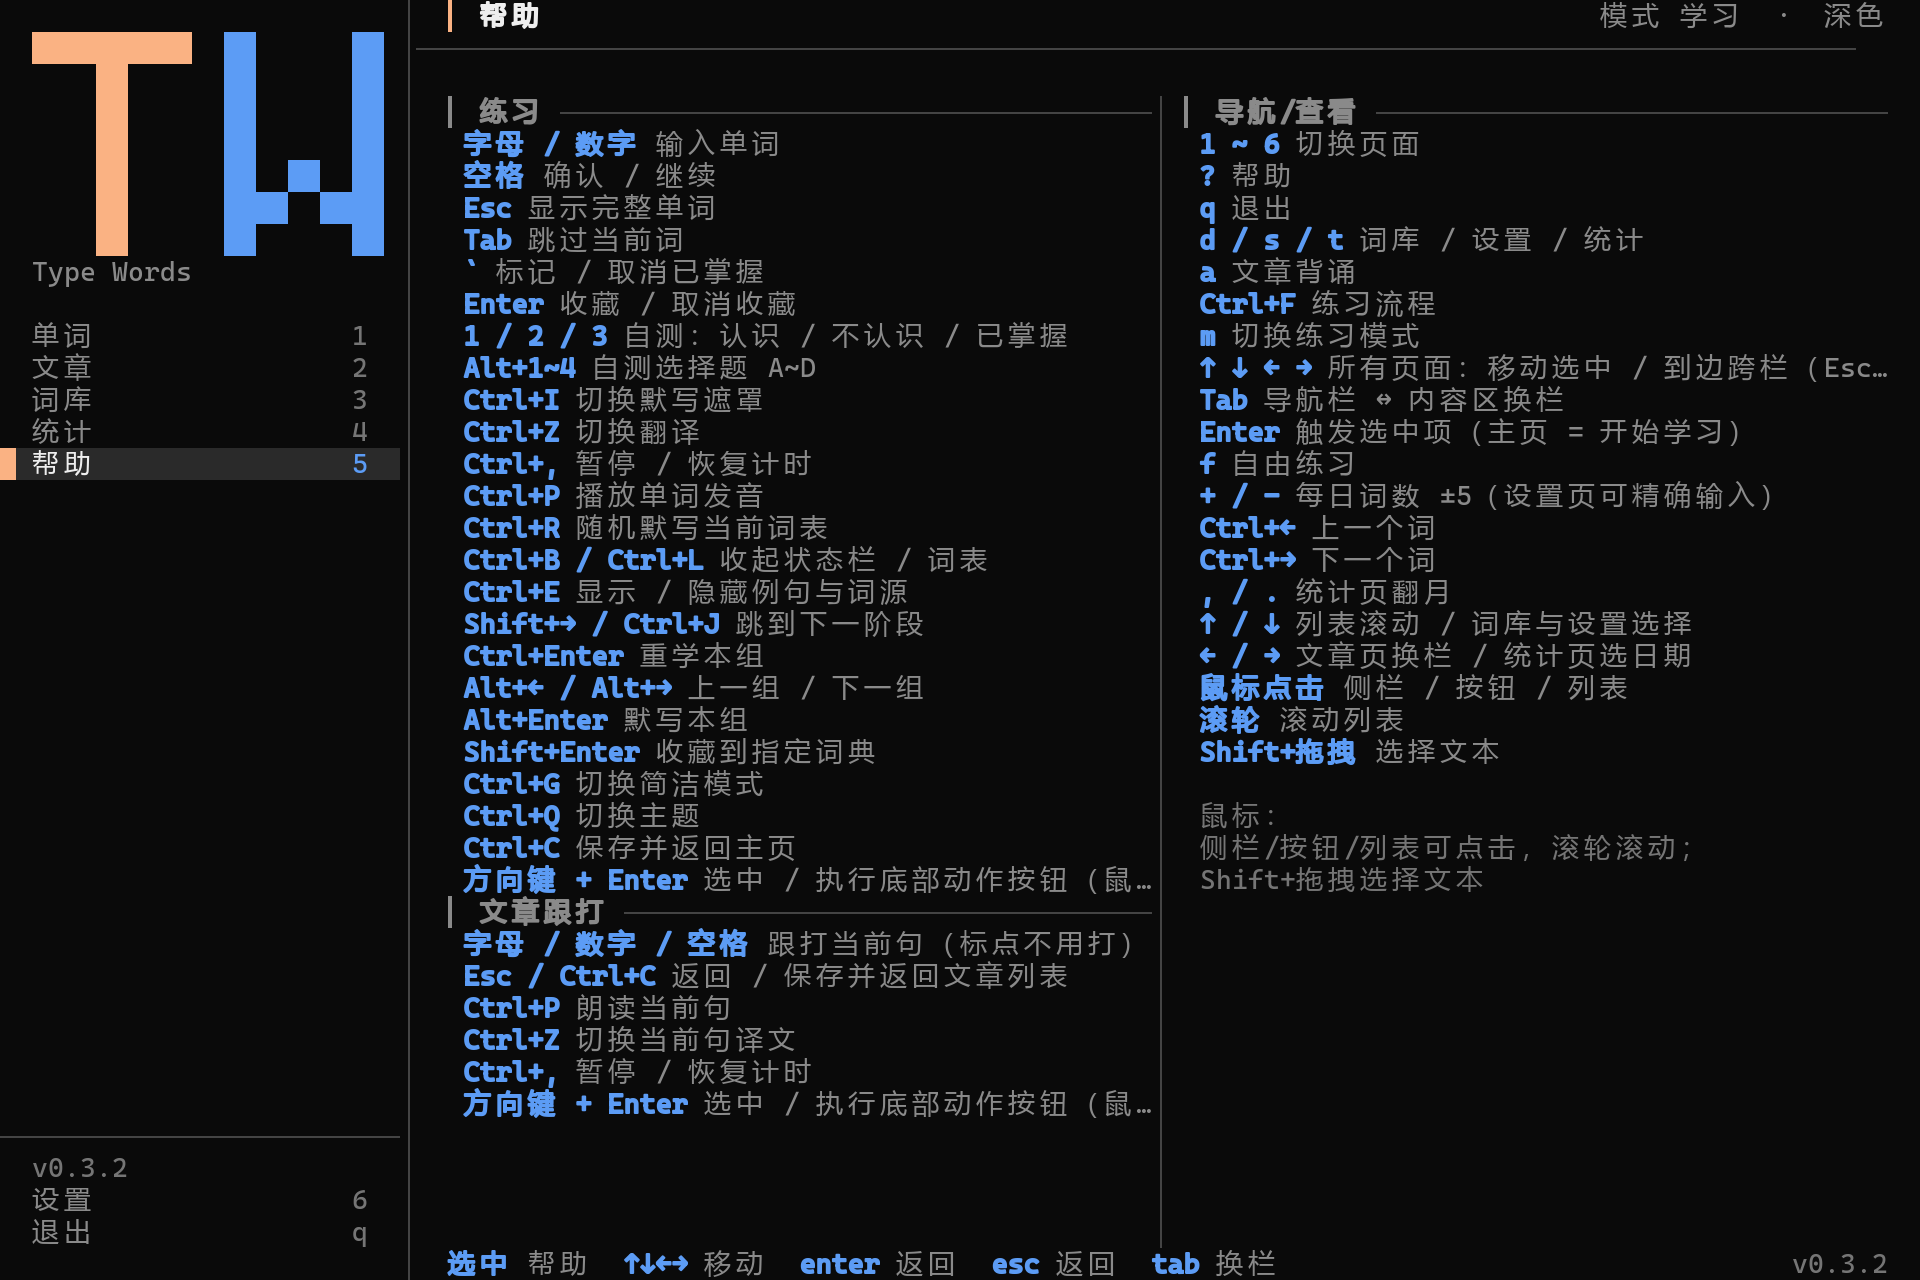 TW
Type Words
单词 1
文章 2
词库 3
统计 4
帮助 5
v0.3.2
设置 6
退出 q
帮助
模式 学习 · 深色
练习
字母 / 数字 输入单词
空格 确认 / 继续
Esc 显示完整单词
Tab 跳过当前词
` 标记 / 取消已掌握
Enter 收藏 / 取消收藏
1 / 2 / 3 自测: 认识 / 不认识 / 已掌握
Alt+1~4 自测选择题 A~D
Ctrl+I 切换默写遮罩
Ctrl+Z 切换翻译
Ctrl+, 暂停 / 恢复计时
Ctrl+P 播放单词发音
Ctrl+R 随机默写当前词表
Ctrl+B / Ctrl+L 收起状态栏 / 词表
Ctrl+E 显示 / 隐藏例句与词源
Shift+→ / Ctrl+J 跳到下一阶段
Ctrl+Enter 重学本组
Alt+← / Alt+→ 上一组 / 下一组
Alt+Enter 默写本组
Shift+Enter 收藏到指定词典
Ctrl+G 切换简洁模式
Ctrl+Q 切换主题
Ctrl+C 保存并返回主页
方向键 + Enter 选中 / 执行底部动作按钮 (鼠…
文章跟打
字母 / 数字 / 空格 跟打当前句 (标点不用打)
Esc / Ctrl+C 返回 / 保存并返回文章列表
Ctrl+P 朗读当前句
Ctrl+Z 切换当前句译文
Ctrl+, 暂停 / 恢复计时
方向键 + Enter 选中 / 执行底部动作按钮 (鼠…
导航/查看
1 ~ 6 切换页面
? 帮助
q 退出
d / s / t 词库 / 设置 / 统计
a 文章背诵
Ctrl+F 练习流程
m 切换练习模式
↑ ↓ ← → 所有页面: 移动选中 / 到边跨栏 (Esc…
Tab 导航栏 ↔ 内容区换栏
Enter 触发选中项 (主页 = 开始学习)
f 自由练习
+ / - 每日词数 ±5 (设置页可精确输入)
Ctrl+← 上一个词
Ctrl+→ 下一个词
, / . 统计页翻月
↑ / ↓ 列表滚动 / 词库与设置选择
← / → 文章页换栏 / 统计页选日期
鼠标点击 侧栏 / 按钮 / 列表
滚轮 滚动列表
Shift+拖拽 选择文本
鼠标:
侧栏/按钮/列表可点击, 滚轮滚动;
Shift+拖拽选择文本
选中 帮助 ↑↓←→ 移动 enter 返回 esc 返回 tab 换栏
v0.3.2